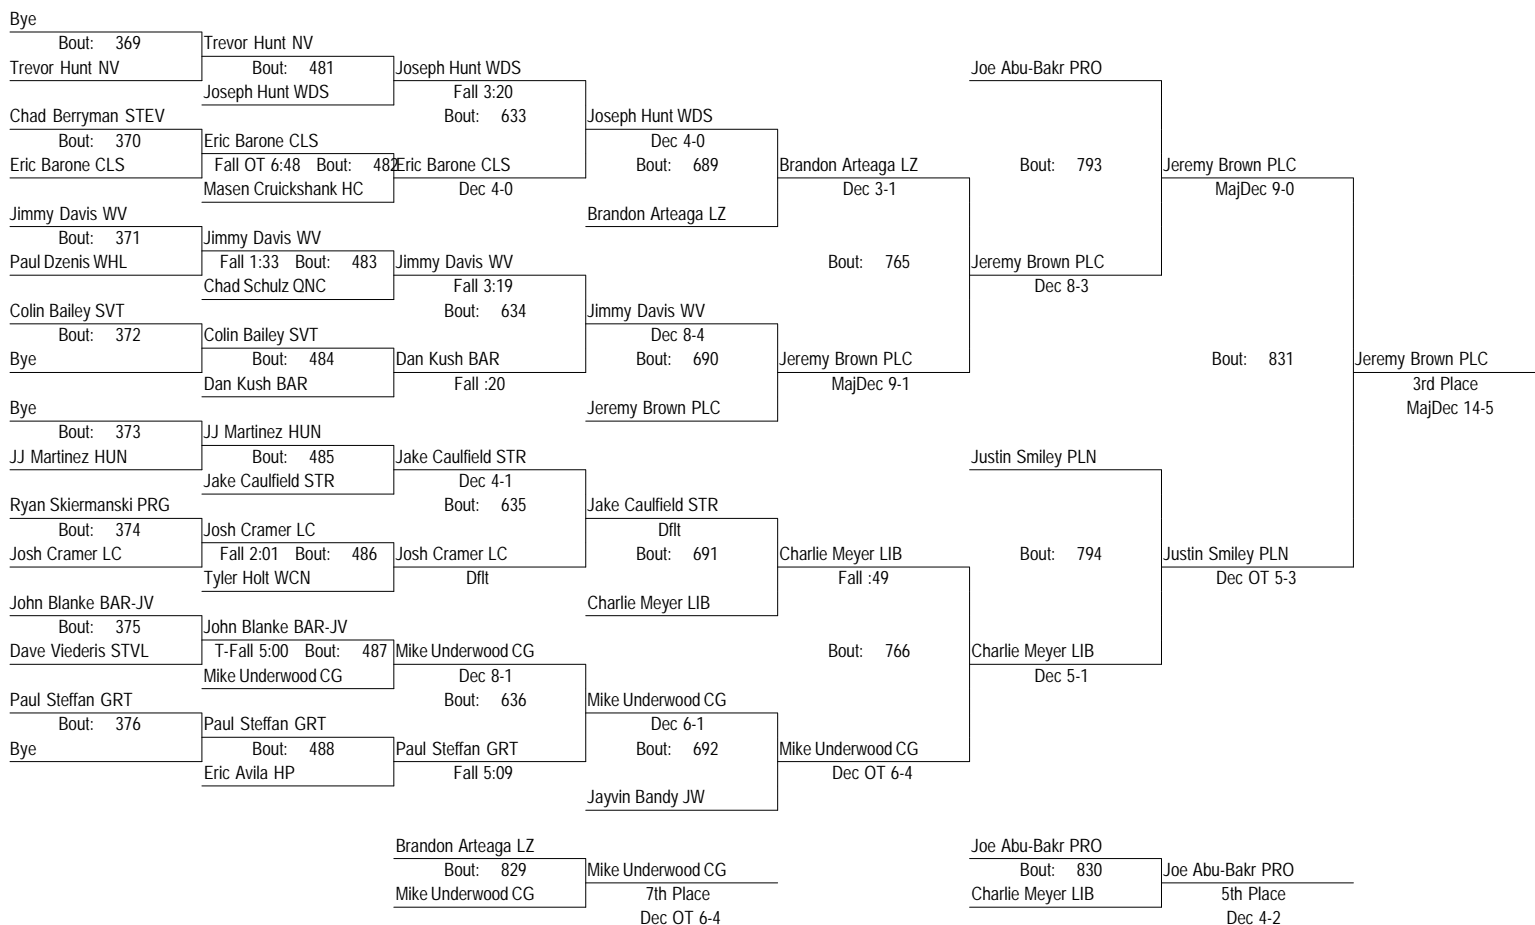 Bye
Bout: 369
Trevor Hunt NV
Trevor Hunt NV
Bout: 481
Joseph Hunt WDS
Joseph Hunt WDS
Fall 3:20
Bout: 633
Joe Abu-Bakr PRO
Chad Berryman STEV
Bout: 370
Eric Barone CLS
Eric Barone CLS
Fall OT 6:48 Bout: 482
Masen Cruickshank HC
Eric Barone CLS
Dec 4-0
Joseph Hunt WDS
Dec 4-0
Bout: 689
Brandon Arteaga LZ
Brandon Arteaga LZ
Dec 3-1
Bout: 793
Jeremy Brown PLC
MajDec 9-0
Jimmy Davis WV
Bout: 371
Paul Dzenis WHL
Jimmy Davis WV
Fall 1:33 Bout: 483
Chad Schulz QNC
Jimmy Davis WV
Fall 3:19
Bout: 634
Bout: 765
Jeremy Brown PLC
Dec 8-3
Colin Bailey SVT
Bout: 372
Bye
Colin Bailey SVT
Bout: 484
Dan Kush BAR
Dan Kush BAR
Fall :20
Jimmy Davis WV
Dec 8-4
Bout: 690
Jeremy Brown PLC
Jeremy Brown PLC
MajDec 9-1
Bout: 831
Jeremy Brown PLC
3rd Place
MajDec 14-5
Bye
Bout: 373
JJ Martinez HUN
JJ Martinez HUN
Bout: 485
Jake Caulfield STR
Jake Caulfield STR
Dec 4-1
Bout: 635
Justin Smiley PLN
Ryan Skiermanski PRG
Bout: 374
Josh Cramer LC
Josh Cramer LC
Fall 2:01 Bout: 486
Tyler Holt WCN
Josh Cramer LC
Dflt
Jake Caulfield STR
Dflt
Bout: 691
Charlie Meyer LIB
Charlie Meyer LIB
Fall :49
Bout: 794
Justin Smiley PLN
Dec OT 5-3
John Blanke BAR-JV
Bout: 375
Dave Viederis STVL
John Blanke BAR-JV
T-Fall 5:00 Bout: 487
Mike Underwood CG
Mike Underwood CG
Dec 8-1
Bout: 636
Bout: 766
Charlie Meyer LIB
Dec 5-1
Paul Steffan GRT
Bout: 376
Bye
Paul Steffan GRT
Bout: 488
Eric Avila HP
Paul Steffan GRT
Fall 5:09
Mike Underwood CG
Dec 6-1
Bout: 692
Jayvin Bandy JW
Mike Underwood CG
Dec OT 6-4
Brandon Arteaga LZ
Bout: 829
Mike Underwood CG
Mike Underwood CG
7th Place
Dec OT 6-4
Joe Abu-Bakr PRO
Bout: 830
Charlie Meyer LIB
Joe Abu-Bakr PRO
5th Place
Dec 4-2